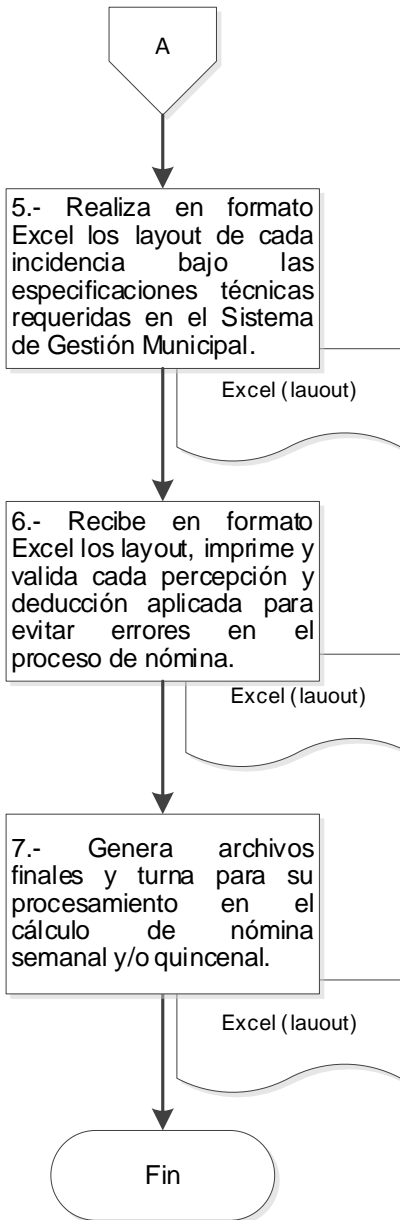 A
5.- Realiza en formato
Excel los layout de cada
incidencia bajo las
especificaciones técnicas
requeridas en el Sistema
de Gestión Municipal.
Excel (lauout)
6.- Recibe en formato
Excel los layout, imprime y
valida cada percepción y
deducción aplicada para
evitar errores en el
proceso de nómina.
Excel (lauout)
7.- Genera archivos
finales y turna para su
procesamiento en el
cálculo de nómina
semanal y/o quincenal.
Excel (lauout)
Fin